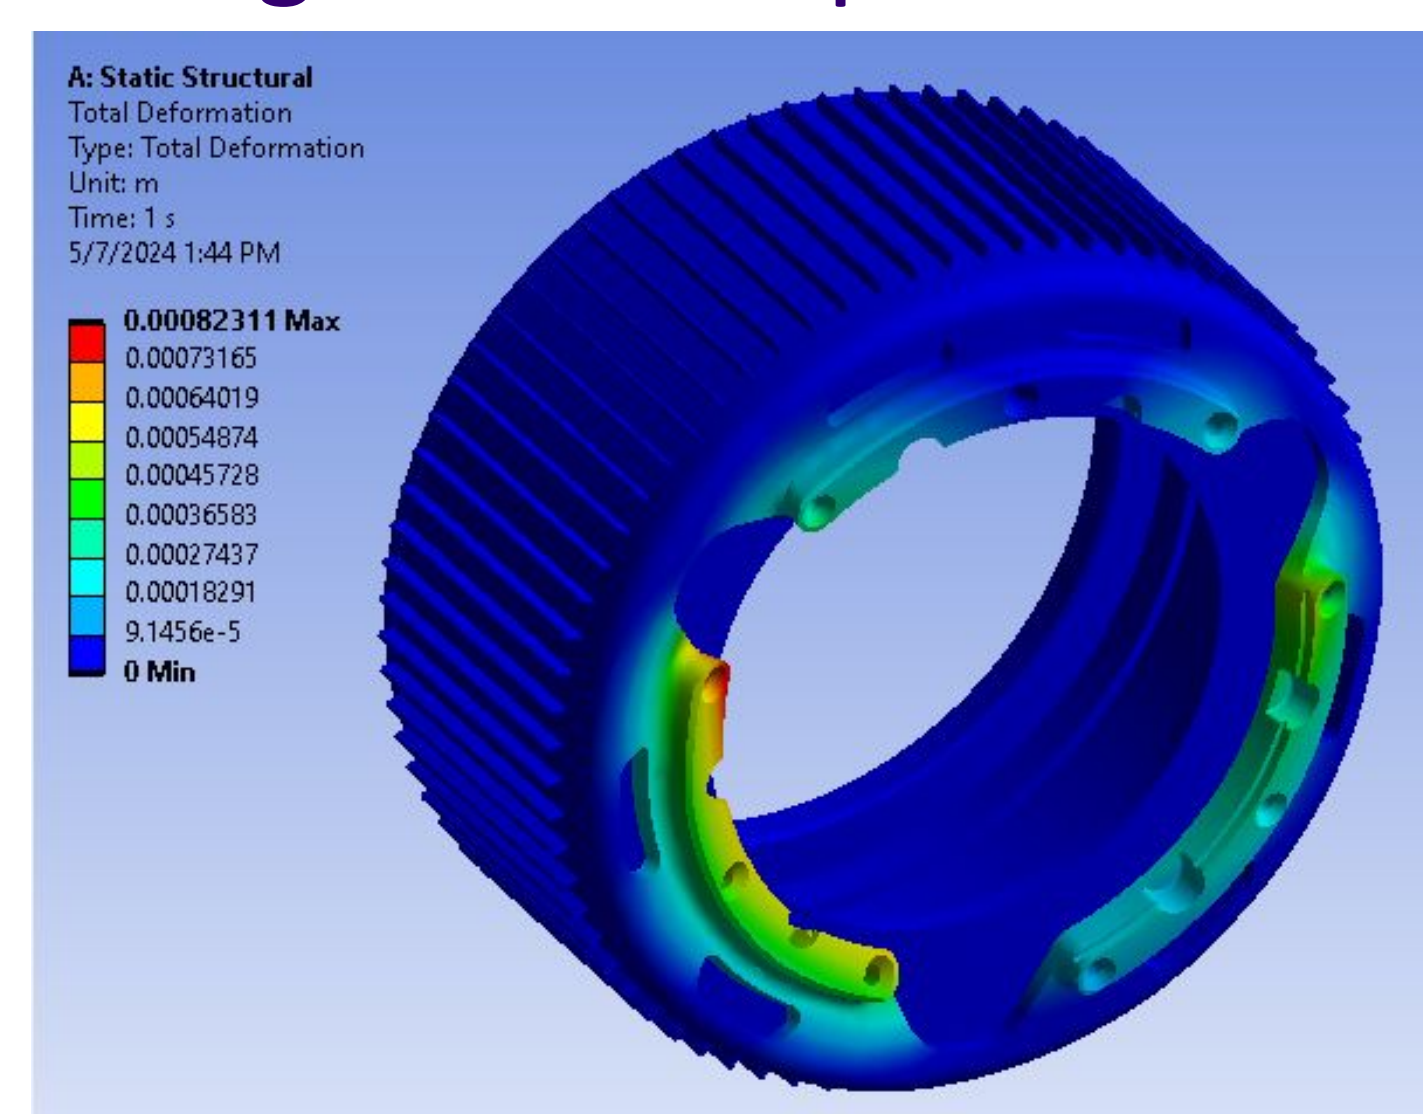 A: Static Structural
Total Deformation
Type: Total Deformation
Unit: m
Time: 1 s
5/7/2024 1:44 PM
0.00082311 Max
0.00073165
0.00064019
0.00054874
0.00045728
0.00036583
0.00027437
0.00018291
9.1456e-5
0 Min